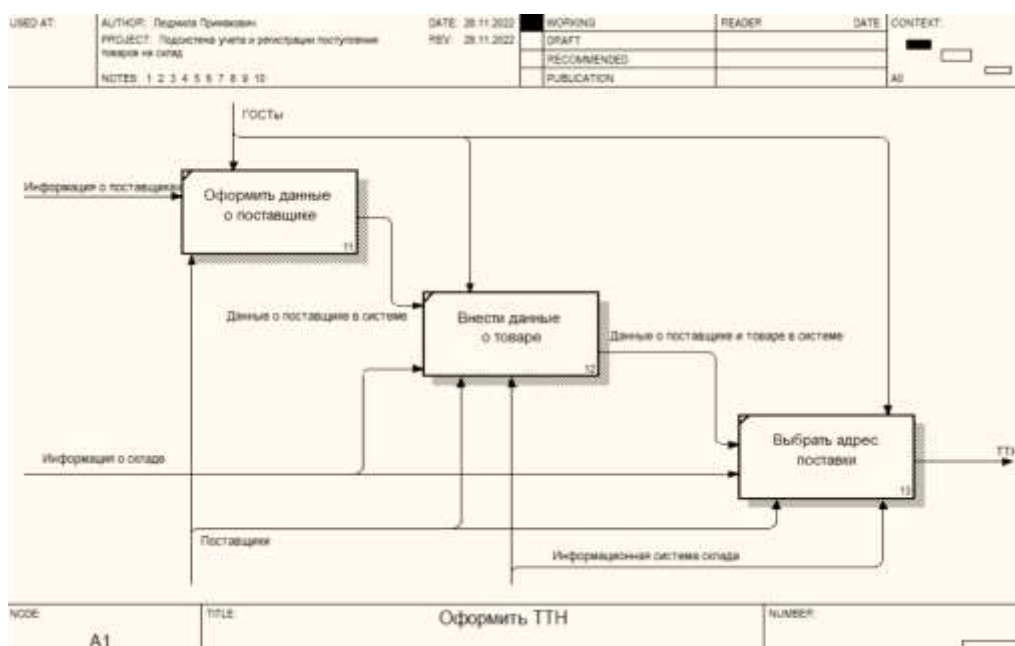 USED AT:
AUTHOR: Людмила Примакович
DATE: 28.11.2022
WORKING
READER
DATE
CONTEXT:
PROJECT: Подсистема учета и регистрации поступления
товаров на склад
REV: 28.11.2022
DRAFT
RECOMMENDED
NOTES: 1 2 3 4 5 6 7 8 9 10
PUBLICATION
A0
ГОСТы
Информация о поставщиках
Оформить данные
о поставщике
11
Данные о поставщике в системе
Внести данные
о товаре
12
Данные о поставщике и товаре в системе
Выбрать адрес
поставки
13
Информация о складе
Поставщики
Информационная система склада
NODE:
TITLE:
Оформить ТТН
NUMBER:
A1